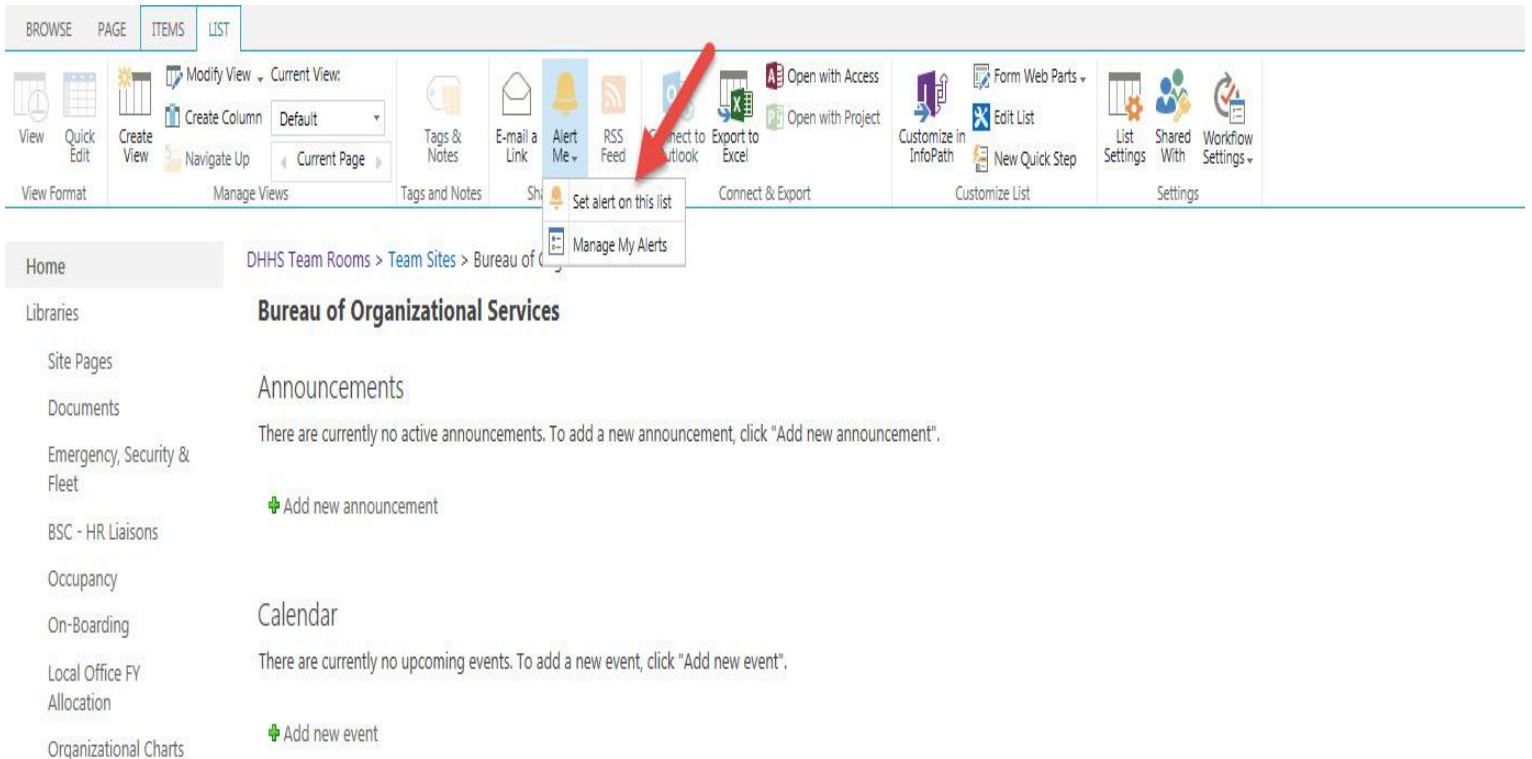 BROWSE PAGE ITEMS LIST
View
Quick
Edit
View Format
Create
View
Modify View
Create Column
Navigate Up
Current View:
Default
Current Page
Manage Views
Tags &
Notes
Tags and Notes
E-mail a
Link
Alert
Me
RSS
Feed
to
Export to
Excel
Open with Access
Open with Project
Connect & Export
Customize in
InfoPath
Form Web Parts
Edit List
New Quick Step
Customize List
List
Settings
Shared
With
Workflow
Settings
Settings
Set alert on this list
Manage My Alerts
Home
Libraries
Site Pages
Documents
Emergency, Security &
Fleet
BSC - HR Liaisons
Occupancy
On-Boarding
Local Office FY
Allocation
Organizational Charts
DHHS Team Rooms > Team Sites > Bureau of
Bureau of Organizational Services
Announcements
There are currently no active announcements. To add a new announcement, click "Add new announcement".
Add new announcement
Calendar
There are currently no upcoming events. To add a new event, click "Add new event".
Add new event